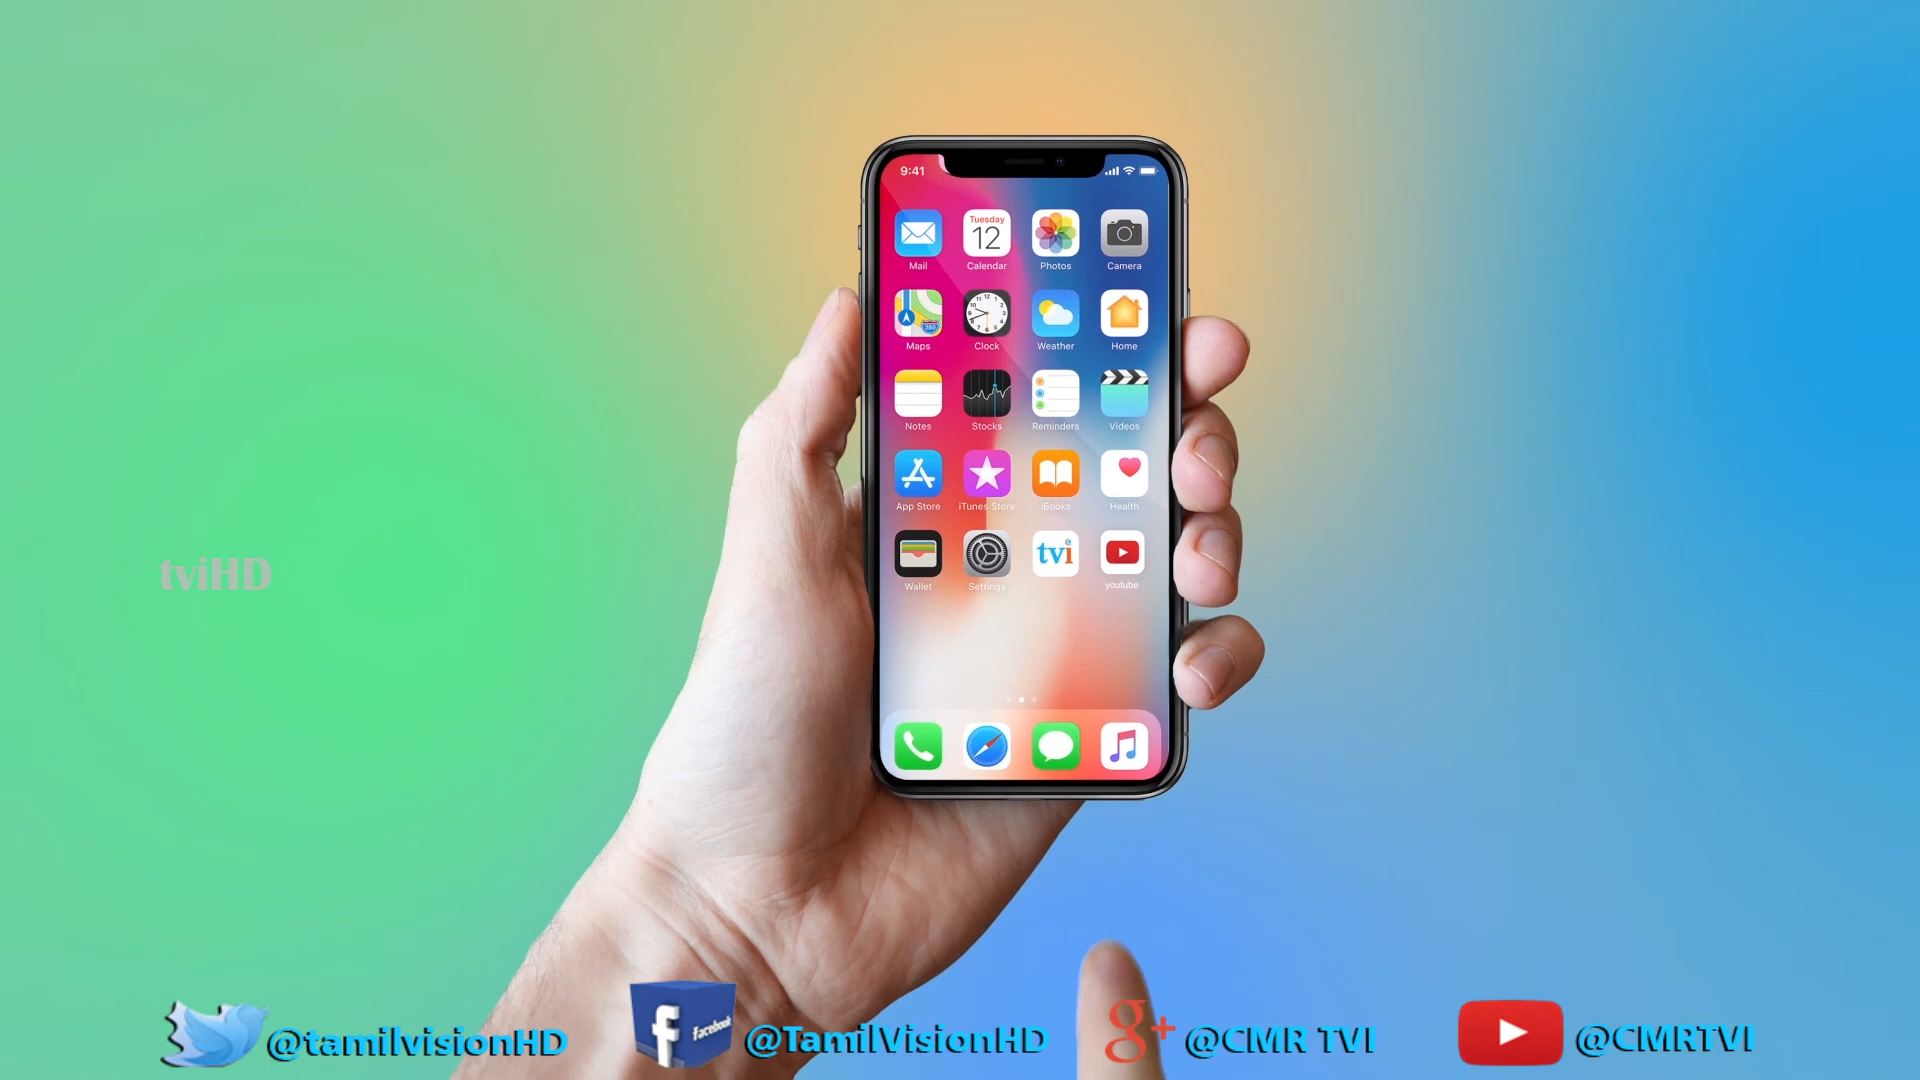 9:41
Tuesday
12
Mail
Calendar
Photos
Camera
280
Maps
Clock
Weather
Home
Notes
Stocks
Reminders
Videos
App Store
iTunes Store
iBooks
Health
tvi
Wallet
Settings
youtube
tviHD
@tamilvisionHD
facebook
@TamilVisionHD
g+
@CMR TVI
@CMRTVI